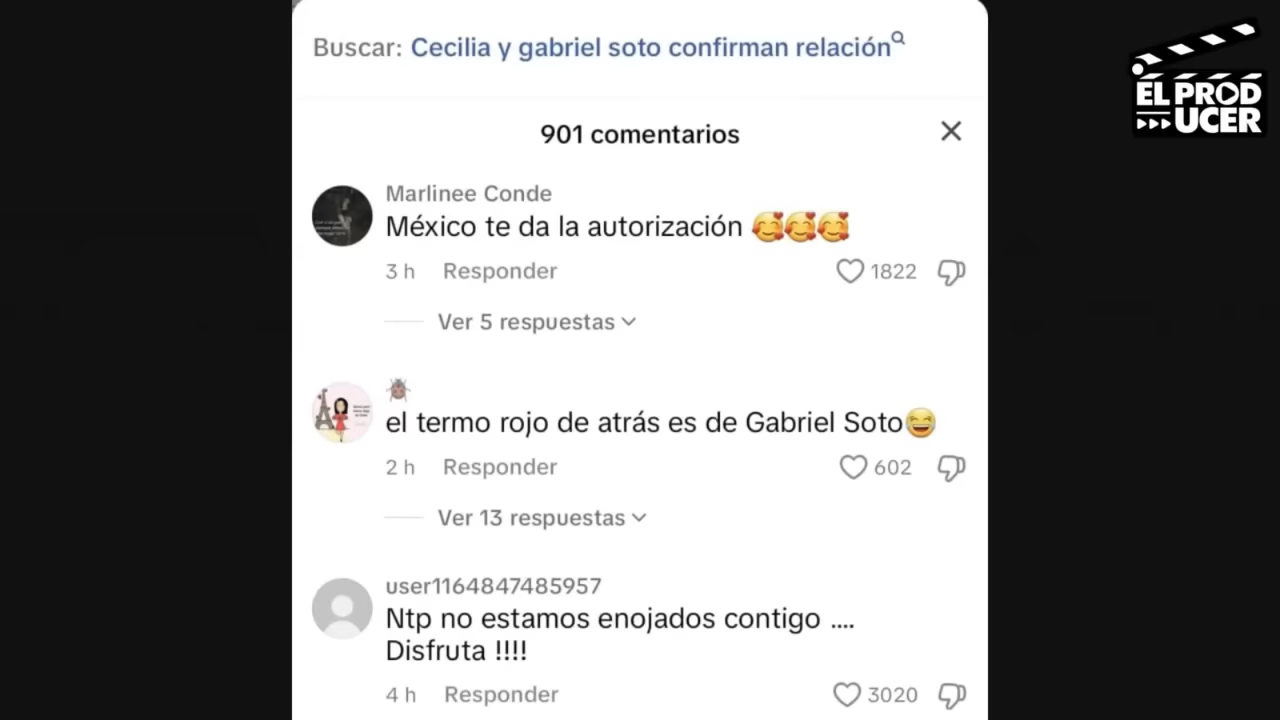 Buscar: Cecilia y gabriel soto confirman relación
EL PROD
UCER
901 comentarios
Marlinee Conde
México te da la autorización 🥰🥰🥰
3 h Responder 1822
Ver 5 respuestas
🪲
el termo rojo de atrás es de Gabriel Soto😆
2 h Responder 602
Ver 13 respuestas
user1164847485957
Ntp no estamos enojados contigo ....
Disfruta !!!!
4 h Responder 3020